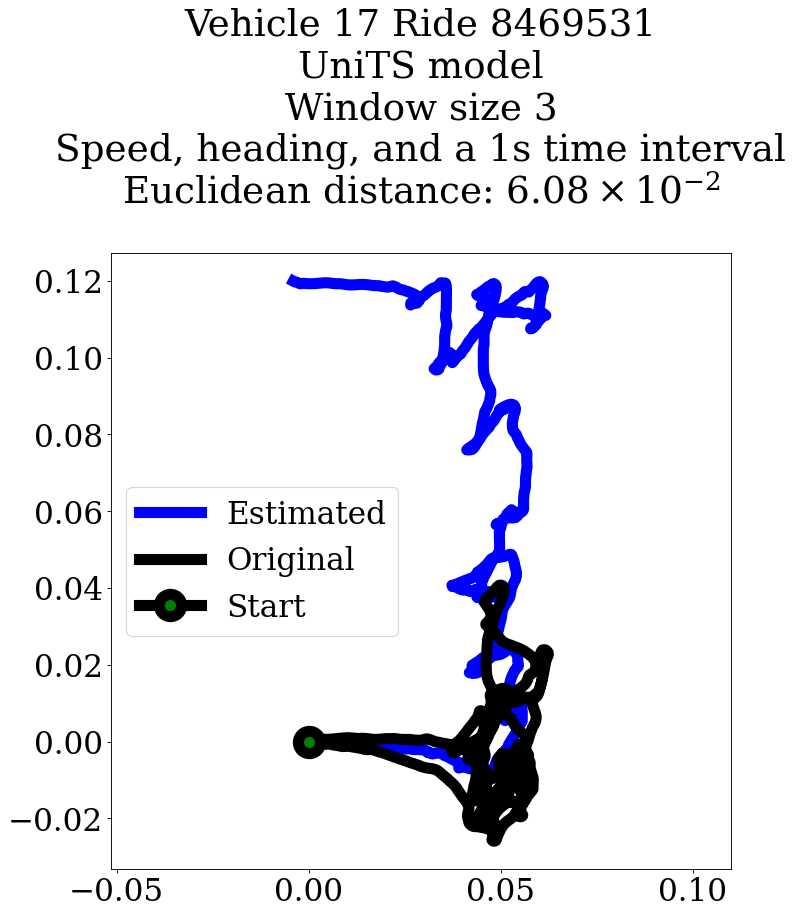 Vehicle 17 Ride 8469531
UniTS model
Window size 3
Speed, heading, and a 1s time interval
Euclidean distance: 6.08 × 10⁻²
0.12
0.10
0.08
0.06
0.04
0.02
0.00
−0.02
Estimated
Original
Start
−0.05 0.00 0.05 0.10